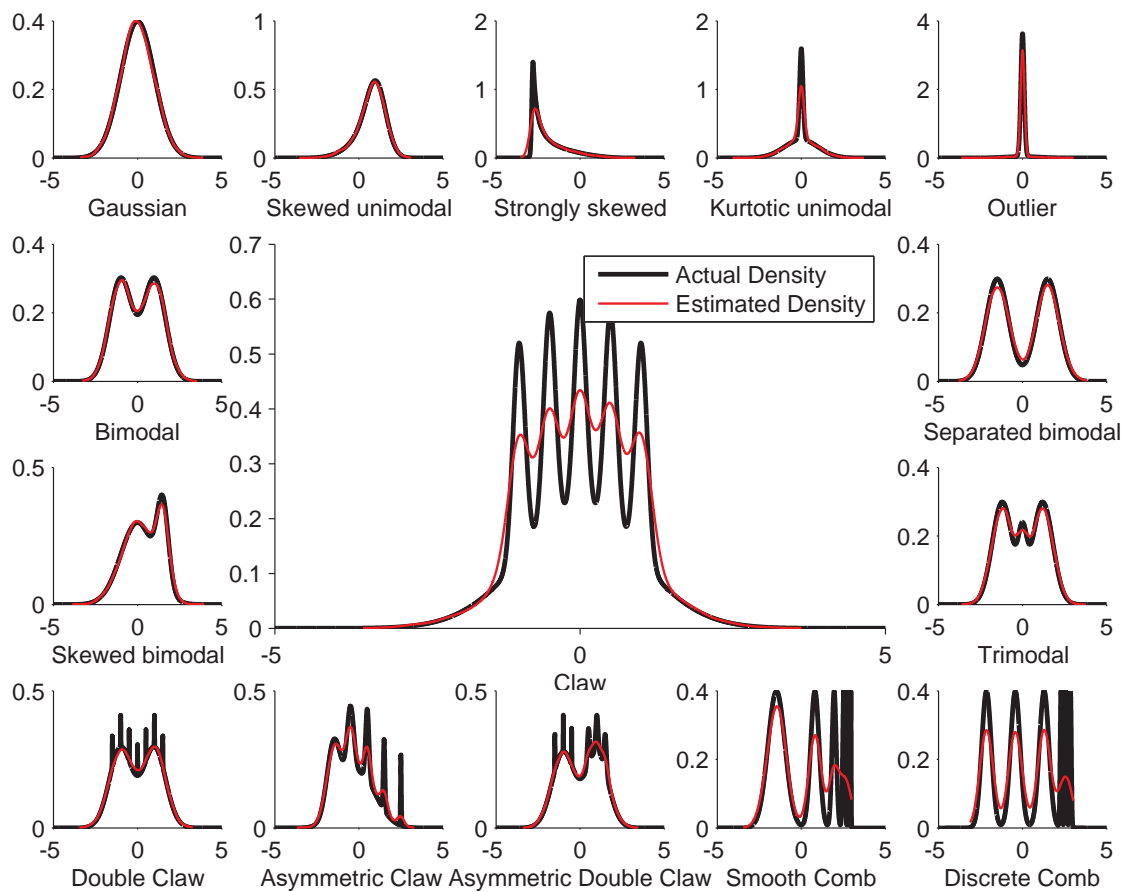 0.4
0.2
0
-5 0 5
Gaussian
1
0.5
0
-5 0 5
Skewed unimodal
2
1
0
-5 0 5
Strongly skewed
2
1
0
-5 0 5
Kurtotic unimodal
4
2
0
-5 0 5
Outlier
0.4
0.2
0
-5 0 5
Bimodal
0.7
0.6
0.5
0.4
0.3
0.2
0.1
0
-5 0 5
Claw
Actual Density
Estimated Density
0.4
0.2
0
-5 0 5
Separated bimodal
0.5
0
-5 0 5
Skewed bimodal
0.4
0.2
0
-5 0 5
Trimodal
0.5
0
-5 0 5
Double Claw
0.5
0
-5 0 5
Asymmetric Claw
0.5
0
-5 0 5
Asymmetric Double Claw
0.4
0.2
0
-5 0 5
Smooth Comb
0.4
0.2
0
-5 0 5
Discrete Comb